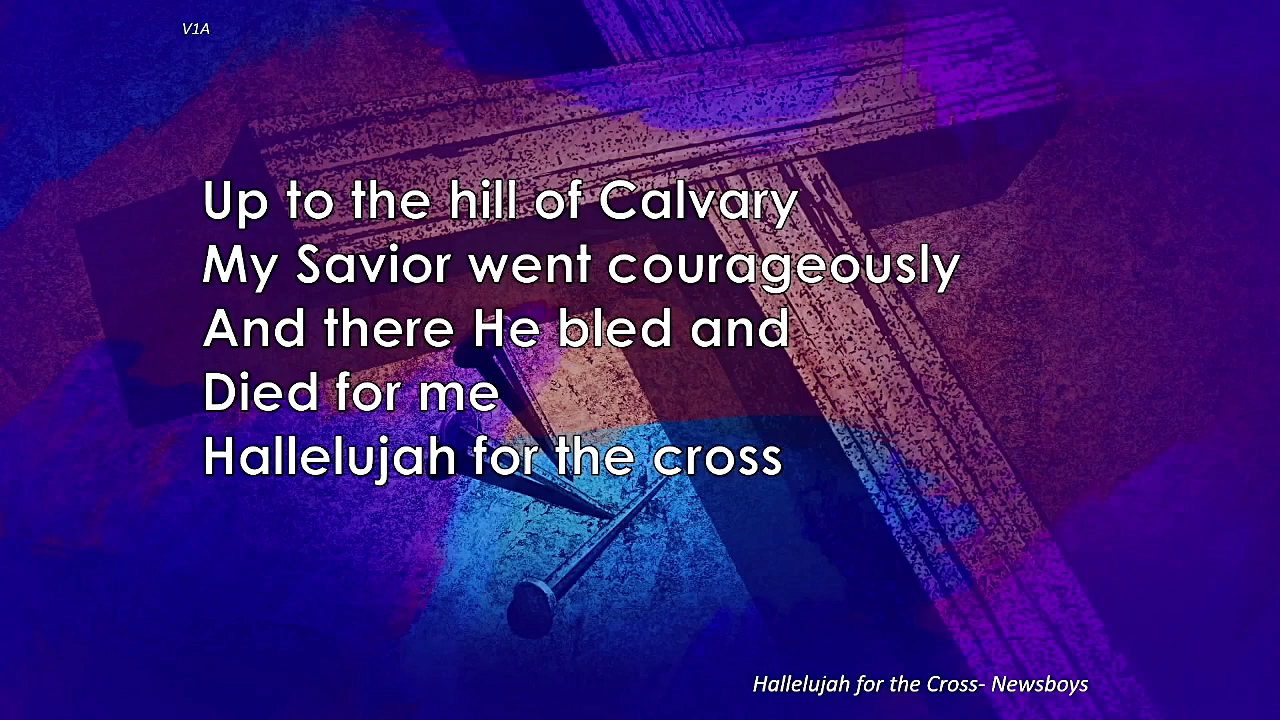 V1A
Up to the hill of Calvary
My Savior went courageously
And there He bled and
Died for me
Hallelujah for the cross
Hallelujah for the Cross- Newsboys